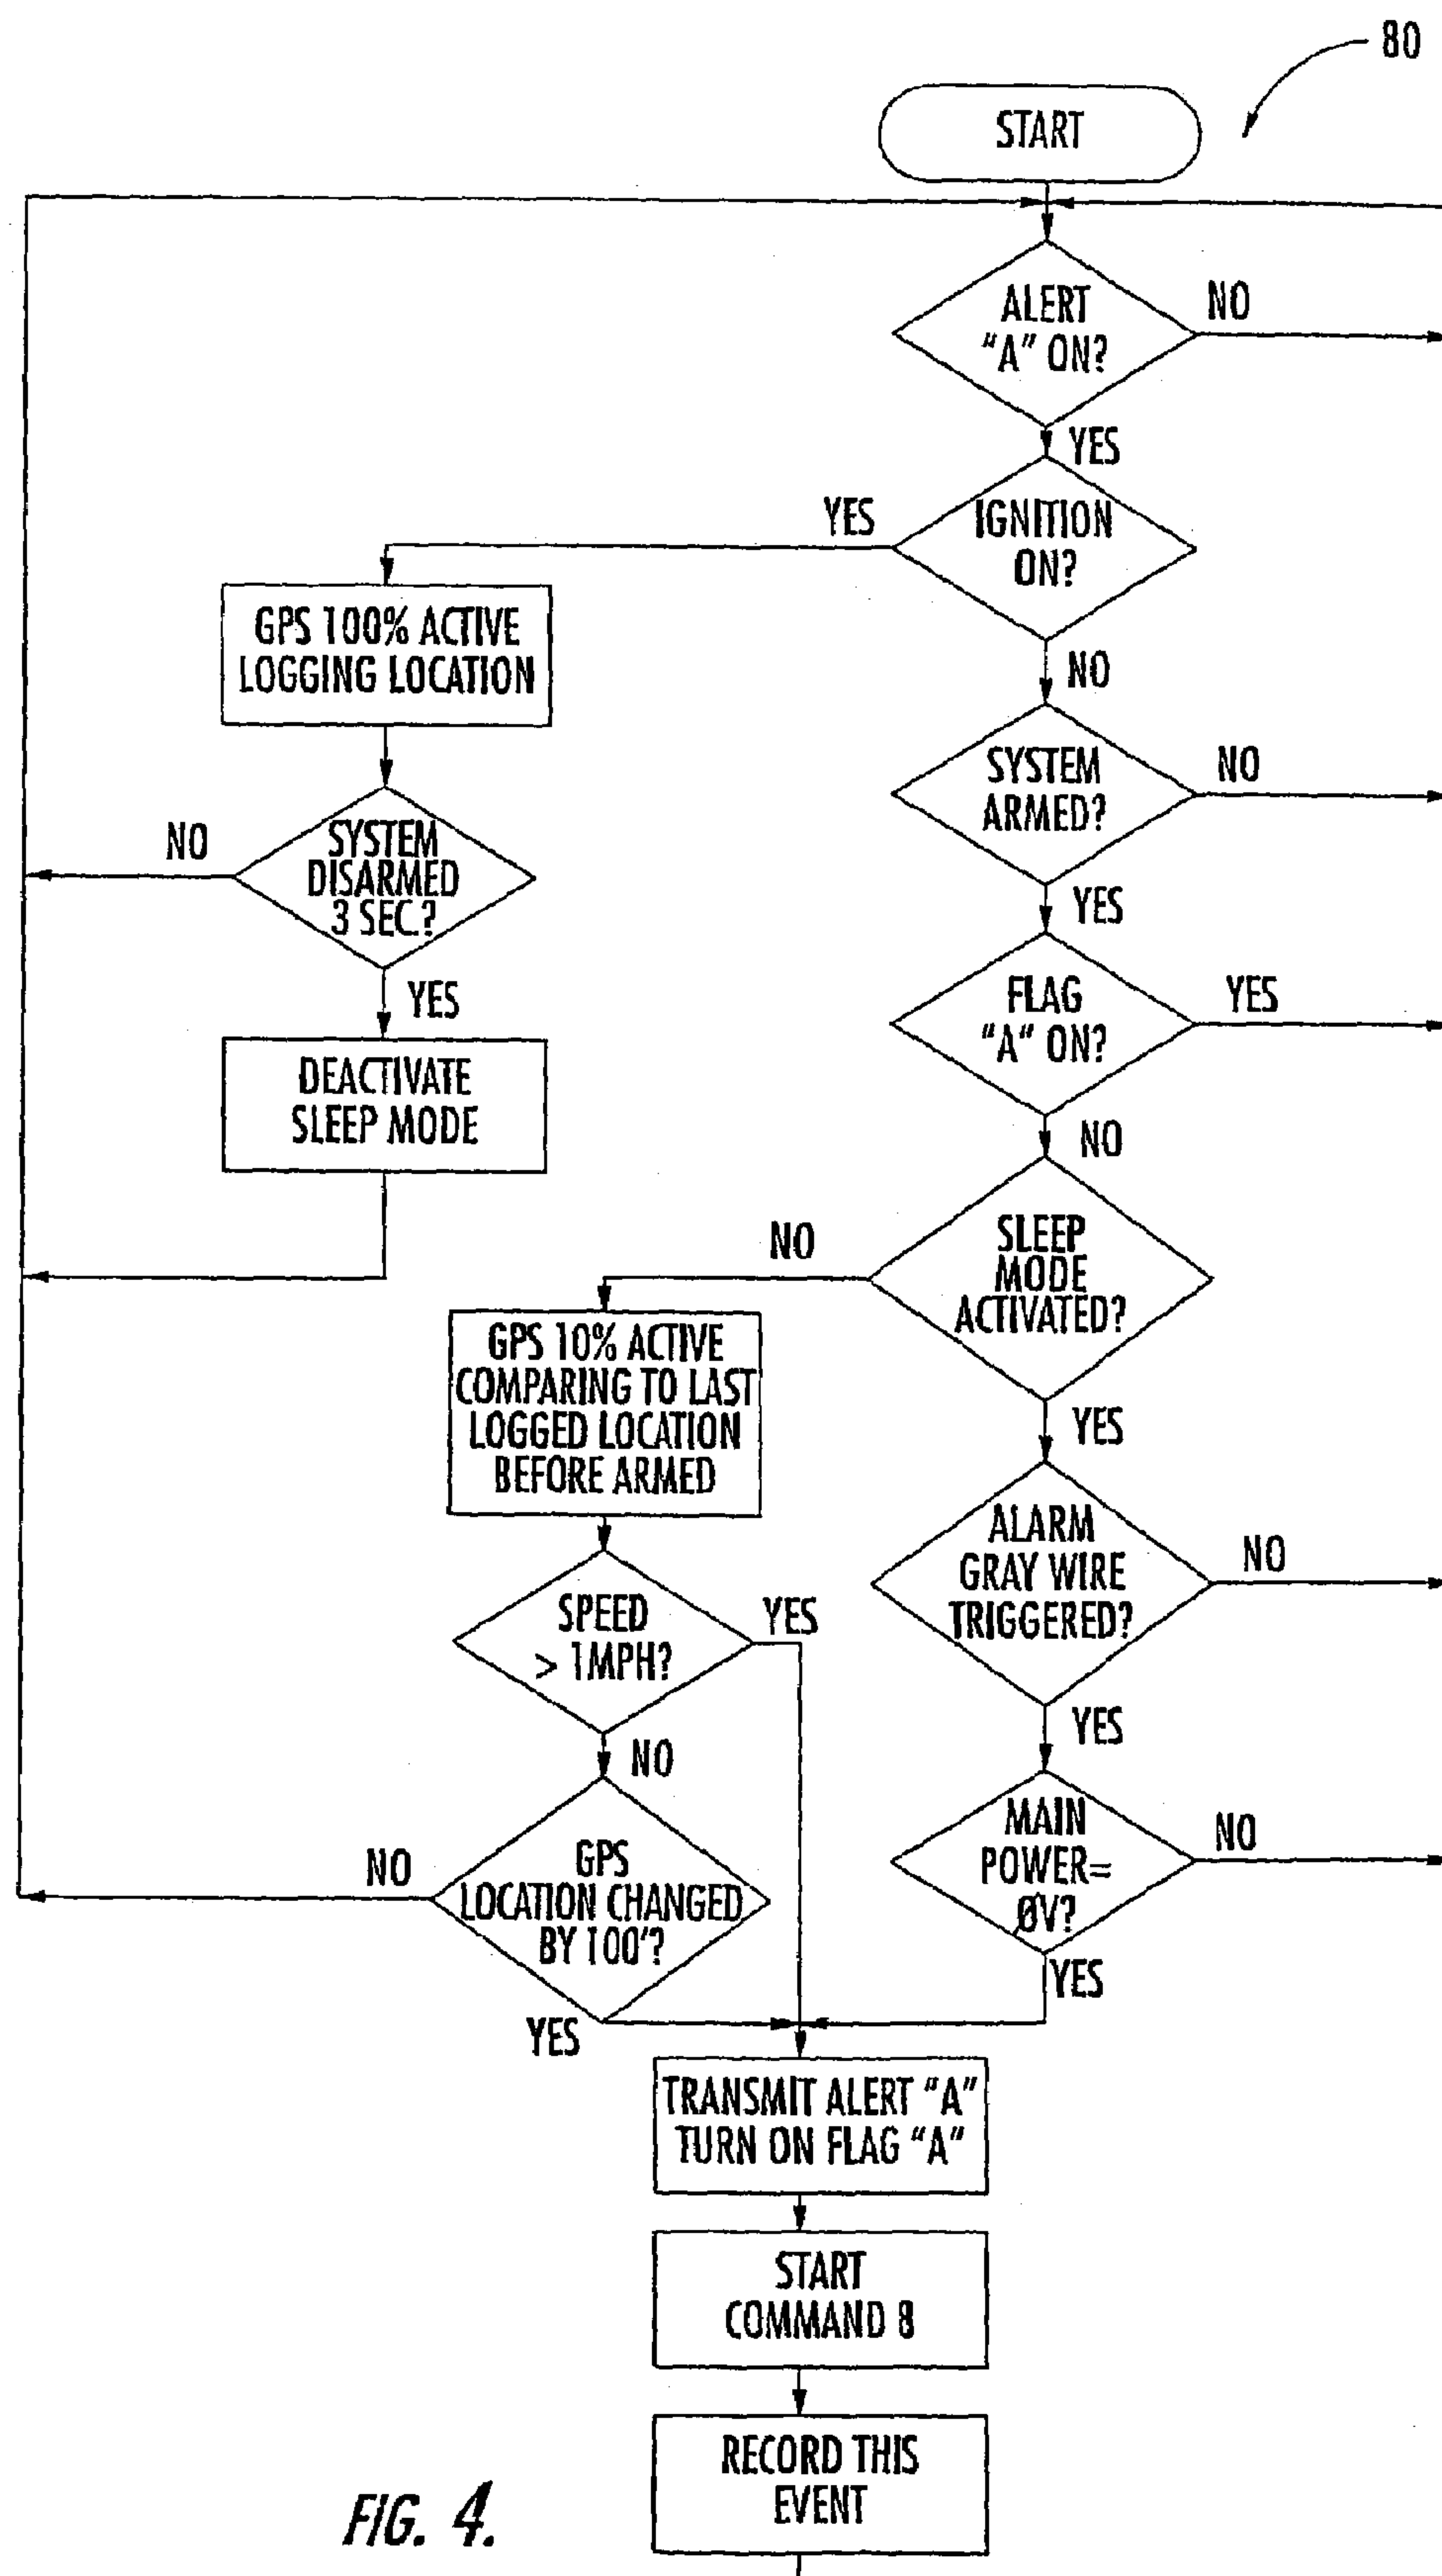 80
START
ALERT
"A" ON?
NO
YES
IGNITION
ON?
YES
NO
GPS 100% ACTIVE
LOGGING LOCATION
SYSTEM
DISARMED
3 SEC.?
NO
YES
DEACTIVATE
SLEEP MODE
SYSTEM
ARMED?
NO
YES
FLAG
"A" ON?
YES
NO
SLEEP
MODE
ACTIVATED?
NO
YES
GPS 10% ACTIVE
COMPARING TO LAST
LOGGED LOCATION
BEFORE ARMED
SPEED
> 1MPH?
YES
NO
GPS
LOCATION CHANGED
BY 100'?
NO
YES
ALARM
GRAY WIRE
TRIGGERED?
NO
YES
MAIN
POWER=
0V?
NO
YES
TRANSMIT ALERT "A"
TURN ON FLAG "A"
START
COMMAND 8
RECORD THIS
EVENT
FIG. 4.